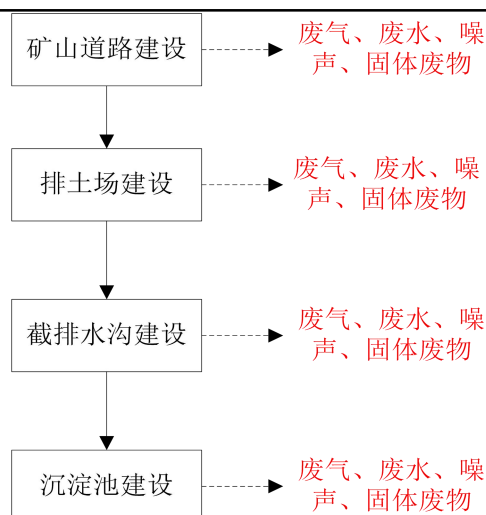 矿山道路建设
废气、废水、噪
声、固体废物
排土场建设
废气、废水、噪
声、固体废物
截排水沟建设
废气、废水、噪
声、固体废物
沉淀池建设
废气、废水、噪
声、固体废物